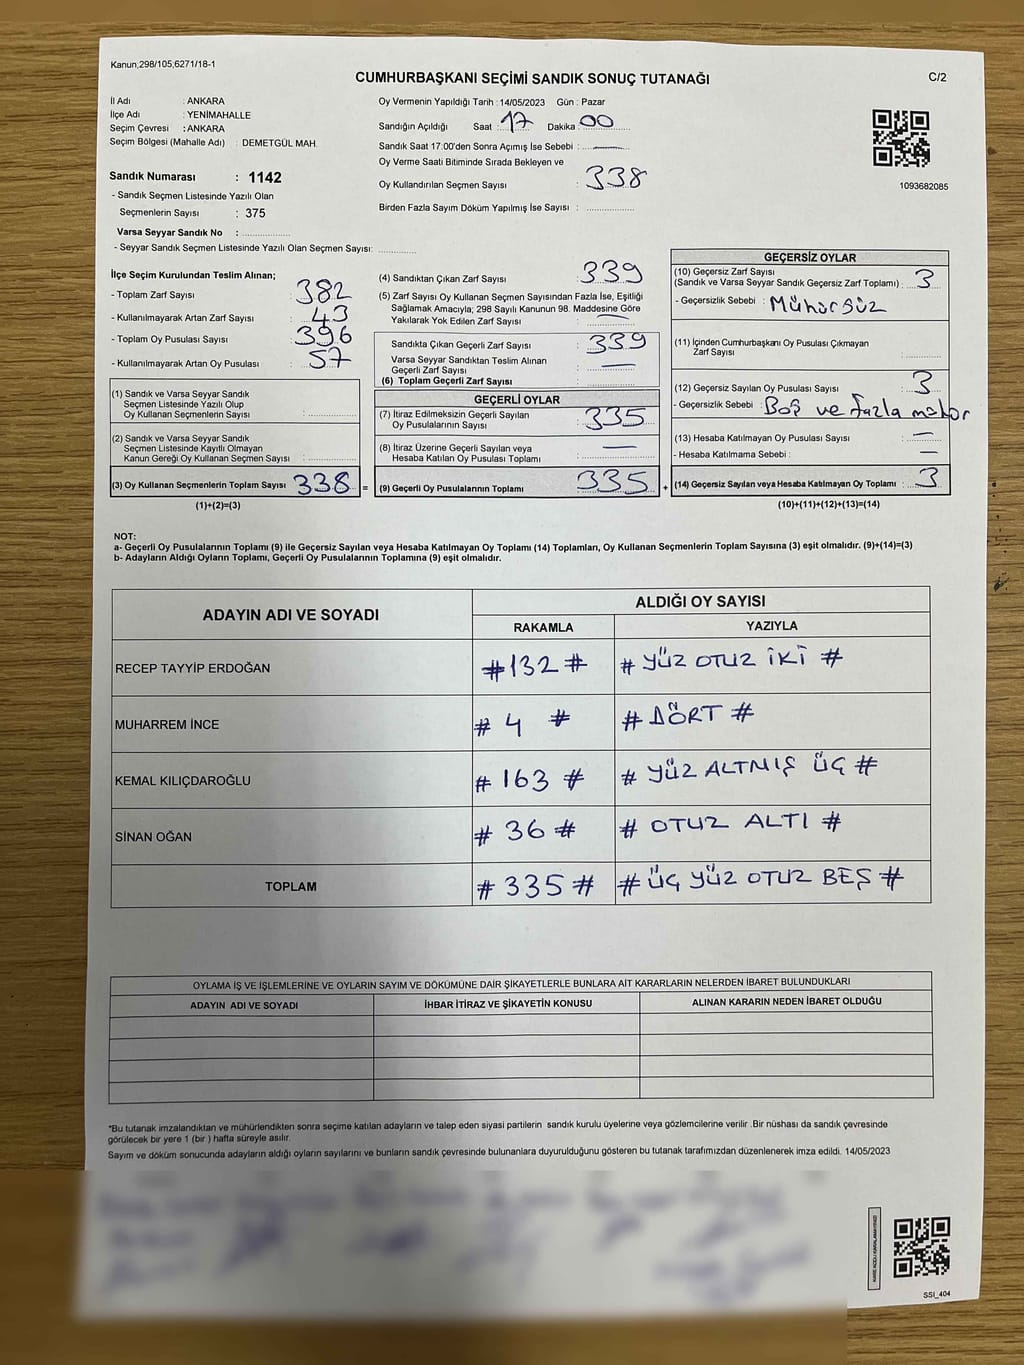 Kanun;298/105;6271/18-1
CUMHURBAŞKANI SEÇİMİ SANDIK SONUÇ TUTANAĞI
C/2
İl Adı : ANKARA
İlçe Adı : YENİMAHALLE
Seçim Çevresi : ANKARA
Seçim Bölgesi (Mahalle Adı) : DEMETGÜL MAH.
Sandık Numarası : 1142
- Sandık Seçmen Listesinde Yazılı Olan
Seçmenlerin Sayısı : 375
Varsa Seyyar Sandık No :
- Seyyar Sandık Seçmen Listesinde Yazılı Olan Seçmen Sayısı:
Oy Vermenin Yapıldığı Tarih : 14/05/2023 Gün : Pazar
Sandığın Açıldığı Saat : 17 Dakika : 00
Sandık Saat 17:00'den Sonra Açımış İse Sebebi : —
Oy Verme Saati Bitiminde Sırada Bekleyen ve
Oy Kullandırılan Seçmen Sayısı : 338
Birden Fazla Sayım Döküm Yapılmış İse Sayısı :
1093682085
İlçe Seçim Kurulundan Teslim Alınan;
- Toplam Zarf Sayısı : 382
- Kullanılmayarak Artan Zarf Sayısı : 43
- Toplam Oy Pusulası Sayısı : 396
- Kullanılmayarak Artan Oy Pusulası : 57
(1) Sandık ve Varsa Seyyar Sandık
Seçmen Listesinde Yazılı Olup
Oy Kullanan Seçmenlerin Sayısı :
(2) Sandık ve Varsa Seyyar Sandık
Seçmen Listesinde Kayıtlı Olmayan
Kanun Gereği Oy Kullanan Seçmen Sayısı :
(3) Oy Kullanan Seçmenlerin Toplam Sayısı : 338 =
(1)+(2)=(3)
(4) Sandıktan Çıkan Zarf Sayısı : 339
(5) Zarf Sayısı Oy Kullanan Seçmen Sayısından Fazla İse, Eşitliği
Sağlamak Amacıyla; 298 Sayılı Kanunun 98. Maddesine Göre
Yakılarak Yok Edilen Zarf Sayısı : —
Sandıkta Çıkan Geçerli Zarf Sayısı : 339
Varsa Seyyar Sandıktan Teslim Alınan
Geçerli Zarf Sayısı : —
(6) Toplam Geçerli Zarf Sayısı :
GEÇERLİ OYLAR
(7) İtiraz Edilmeksizin Geçerli Sayılan
Oy Pusulalarının Sayısı : 335
(8) İtiraz Üzerine Geçerli Sayılan veya
Hesaba Katılan Oy Pusulası Toplamı : —
(9) Geçerli Oy Pusulalarının Toplamı : 335 +
GEÇERSİZ OYLAR
(10) Geçersiz Zarf Sayısı
(Sandık ve Varsa Seyyar Sandık Geçersiz Zarf Toplamı) : 3
- Geçersizlik Sebebi : Mühürsüz
(11) İçinden Cumhurbaşkanı Oy Pusulası Çıkmayan
Zarf Sayısı :
(12) Geçersiz Sayılan Oy Pusulası Sayısı : 3
- Geçersizlik Sebebi : Boş ve fazla mühür
(13) Hesaba Katılmayan Oy Pusulası Sayısı : —
- Hesaba Katılmama Sebebi : —
(14) Geçersiz Sayılan veya Hesaba Katılmayan Oy Toplamı : 3
(10)+(11)+(12)+(13)=(14)
NOT:
a- Geçerli Oy Pusulalarının Toplamı (9) ile Geçersiz Sayılan veya Hesaba Katılmayan Oy Toplamı (14) Toplamları, Oy Kullanan Seçmenlerin Toplam Sayısına (3) eşit olmalıdır. (9)+(14)=(3)
b- Adayların Aldığı Oyların Toplamı, Geçerli Oy Pusulalarının Toplamına (9) eşit olmalıdır.
ADAYIN ADI VE SOYADI
ALDIĞI OY SAYISI
RAKAMLA YAZIYLA
RECEP TAYYİP ERDOĞAN # 132 # # YÜZ OTUZ İKİ #
MUHARREM İNCE # 4 # # DÖRT #
KEMAL KILIÇDAROĞLU # 163 # # YÜZ ALTMIŞ ÜÇ #
SİNAN OĞAN # 36 # # OTUZ ALTI #
TOPLAM # 335 # # ÜÇ YÜZ OTUZ BEŞ #
OYLAMA İŞ VE İŞLEMLERİNE VE OYLARIN SAYIM VE DÖKÜMÜNE DAİR ŞİKAYETLERLE BUNLARA AİT KARARLARIN NELERDEN İBARET BULUNDUKLARI
ADAYIN ADI VE SOYADI İHBAR İTİRAZ VE ŞİKAYETİN KONUSU ALINAN KARARIN NEDEN İBARET OLDUĞU
*Bu tutanak imzalandıktan ve mühürlendikten sonra seçime katılan adayların ve talep eden siyasi partilerin sandık kurulu üyelerine veya gözlemcilerine verilir .Bir nüshası da sandık çevresinde
görülecek bir yere 1 (bir ) hafta süreyle asılır.
Sayım ve döküm sonucunda adayların aldığı oyların sayılarını ve bunların sandık çevresinde bulunanlara duyurulduğunu gösteren bu tutanak tarafımızdan düzenlenerek imza edildi. 14/05/2023
SSI_404